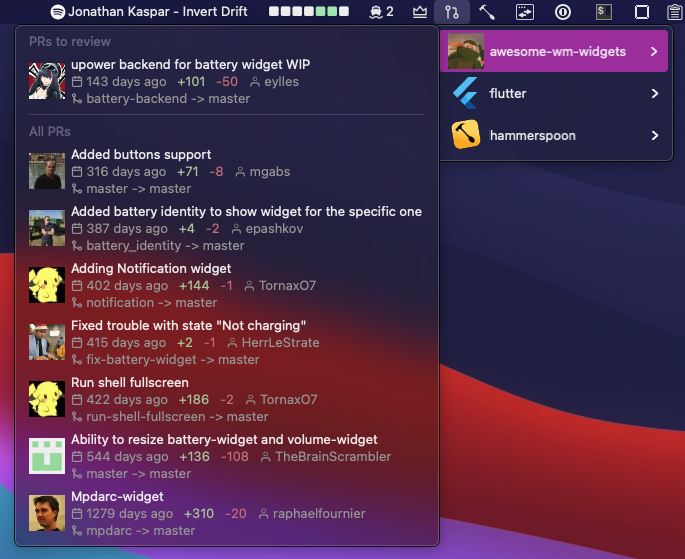 Jonathan Kaspar - Invert Drift
2
$
PRs to review
upower backend for battery widget WIP
143 days ago +101 -50 eylles
battery-backend -> master
All PRs
Added buttons support
316 days ago +71 -8 mgabs
master -> master
Added battery identity to show widget for the specific one
387 days ago +4 -2 epashkov
battery_identity -> master
Adding Notification widget
402 days ago +144 -1 TornaxO7
notification -> master
Fixed trouble with state "Not charging"
415 days ago +2 -1 HerrLeStrate
fix-battery-widget -> master
Run shell fullscreen
422 days ago +186 -2 TornaxO7
run-shell-fullscreen -> master
Ability to resize battery-widget and volume-widget
544 days ago +136 -108 TheBrainScrambler
master -> master
Mpdarc-widget
1279 days ago +310 -20 raphaelfournier
mpdarc -> master
awesome-wm-widgets
flutter
hammerspoon